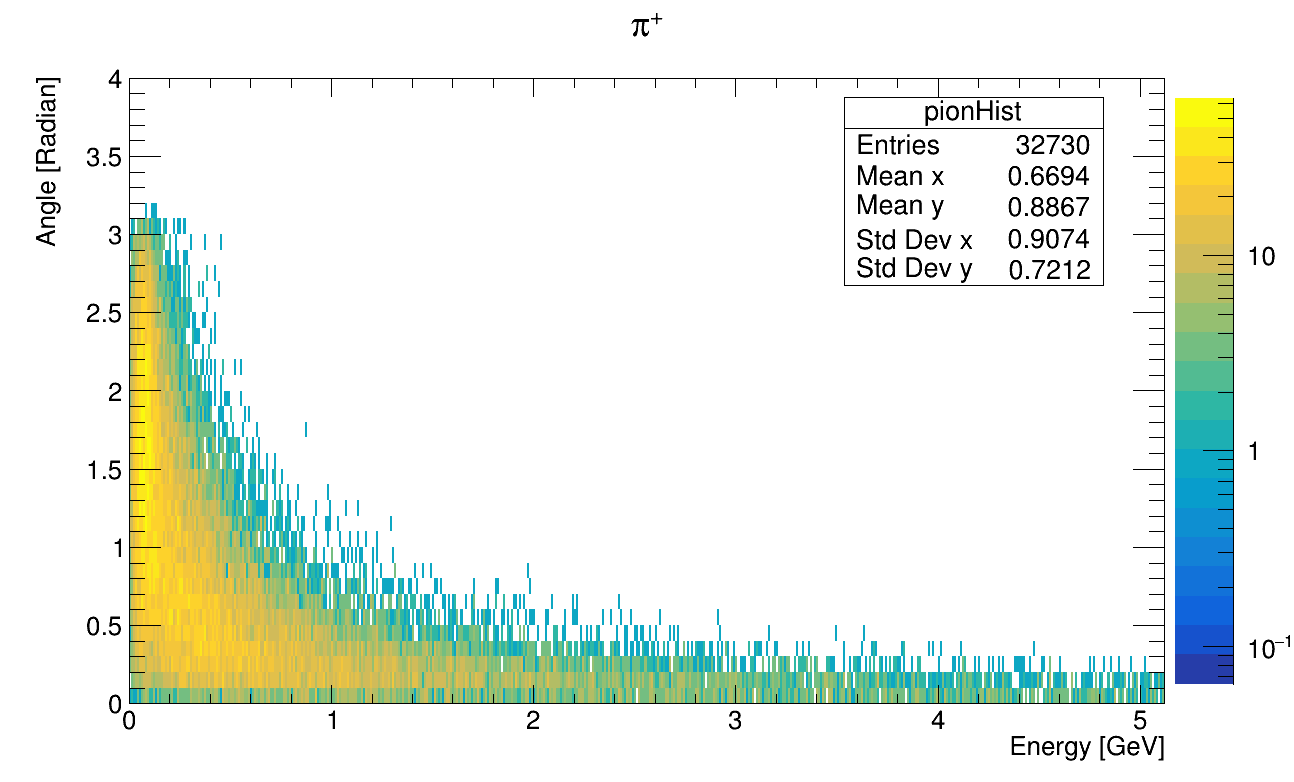 π⁺
Angle [Radian]
4
3.5
3
2.5
2
1.5
1
0.5
0
0 1 2 3 4 5
Energy [GeV]
pionHist
Entries 32730
Mean x 0.6694
Mean y 0.8867
Std Dev x 0.9074
Std Dev y 0.7212
10
1
10⁻¹